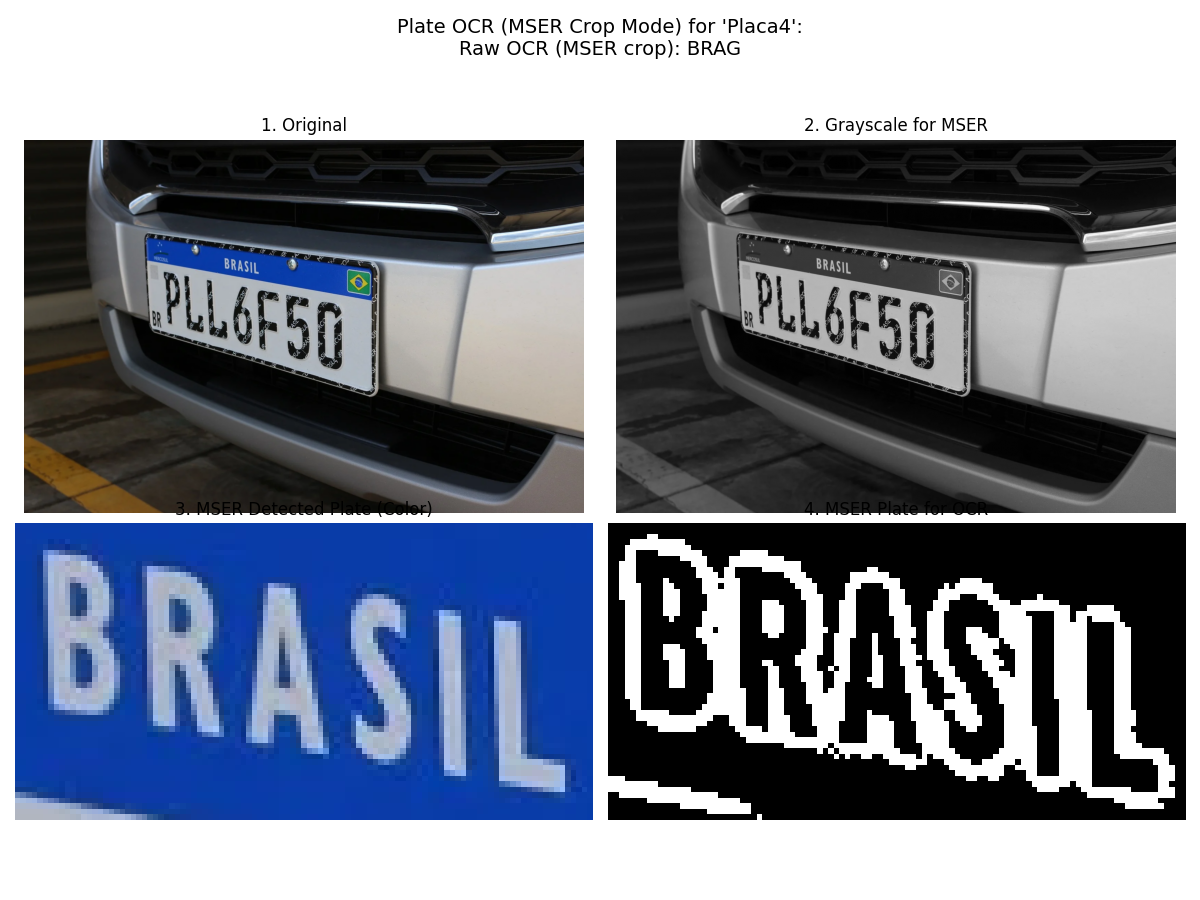 Plate OCR (MSER Crop Mode) for 'Placa4':
Raw OCR (MSER crop): BRAG
1. Original
2. Grayscale for MSER
BRASIL
PLL6F50
BR
BRASIL
PLL6F50
BR
3. MSER Detected Plate (Color)
4. MSER Plate for OCR
BRASIL
BRASIL